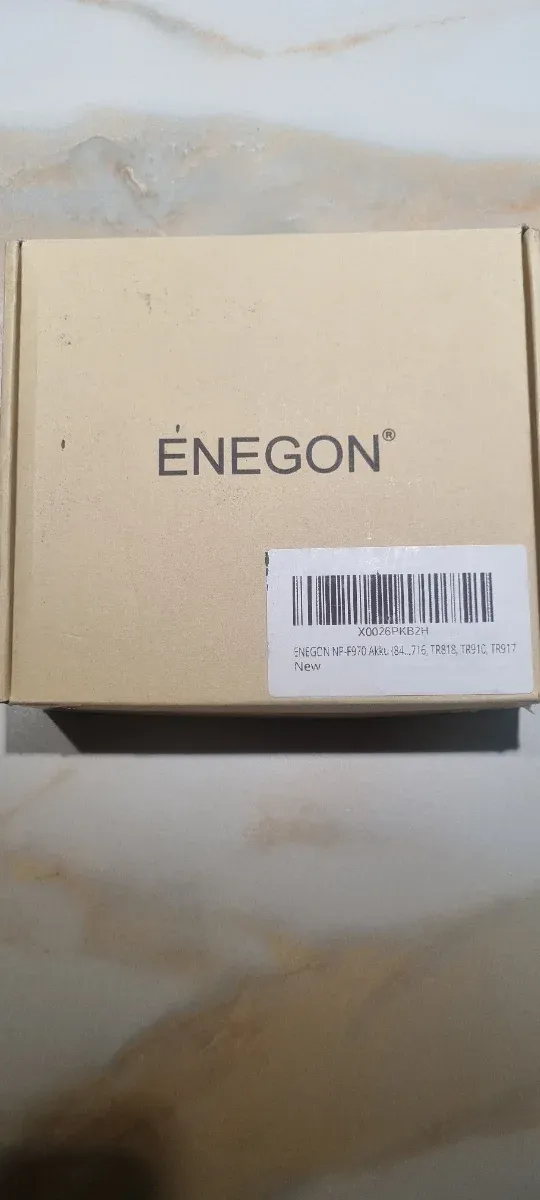 ENEGON®
X0026PKB2H
ENEGON NP-F970 Akku (84...716, TR818, TR910, TR917
New